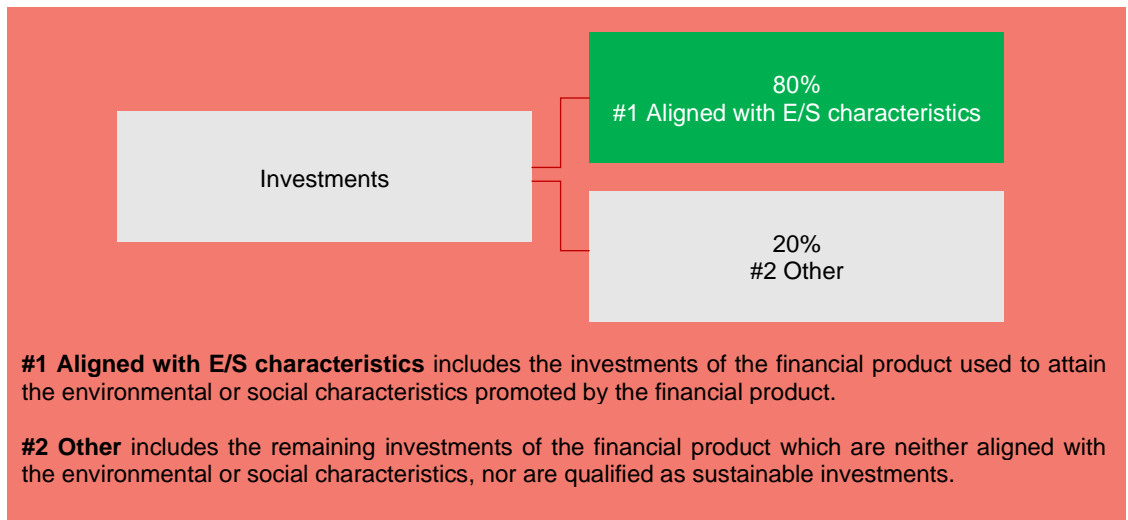 80%
#1 Aligned with E/S characteristics
Investments
20%
#2 Other
#1 Aligned with E/S characteristics includes the investments of the financial product used to attain
the environmental or social characteristics promoted by the financial product.
#2 Other includes the remaining investments of the financial product which are neither aligned with
the environmental or social characteristics, nor are qualified as sustainable investments.